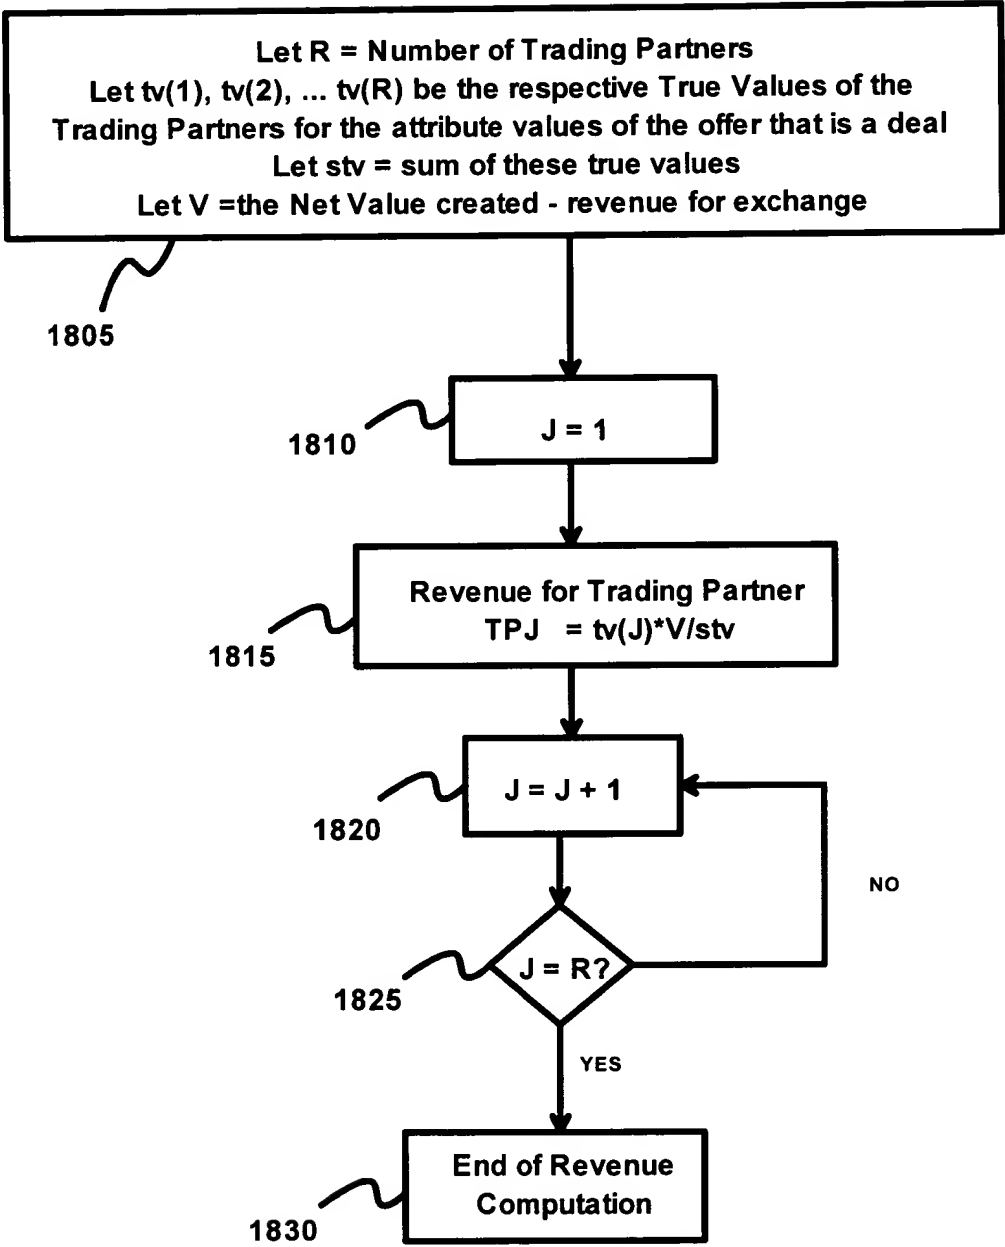 Let R = Number of Trading Partners
Let tv(1), tv(2), ... tv(R) be the respective True Values of the
Trading Partners for the attribute values of the offer that is a deal
Let stv = sum of these true values
Let V =the Net Value created - revenue for exchange
1805
J = 1
1810
Revenue for Trading Partner
TPJ = tv(J)*V/stv
1815
J = J + 1
1820
NO
J = R?
1825
YES
End of Revenue
Computation
1830